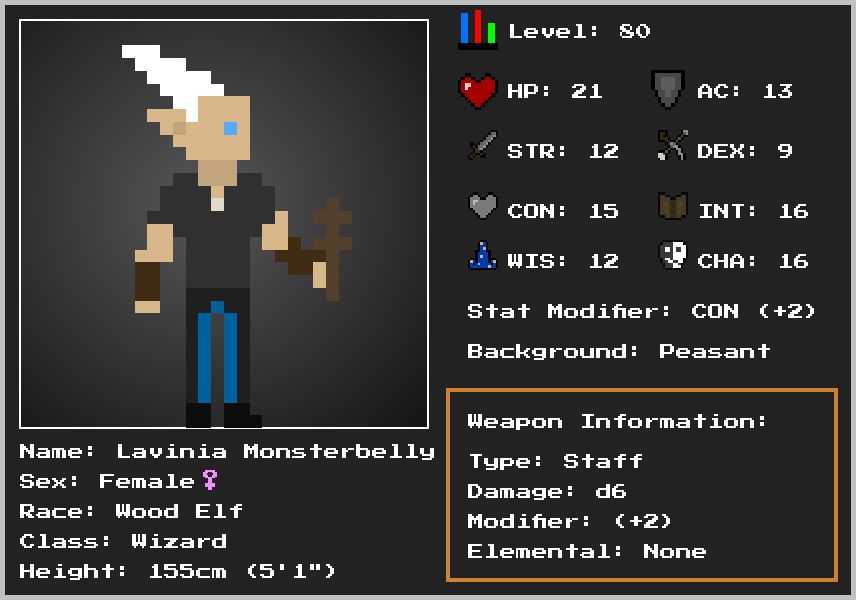 Level: 80
HP: 21
AC: 13
STR: 12
DEX: 9
CON: 15
INT: 16
WIS: 12
CHA: 16
Stat Modifier: CON (+2)
Background: Peasant
Weapon Information:
Type: Staff
Damage: d6
Modifier: (+2)
Elemental: None
Name: Lavinia Monsterbelly
Sex: Female♀
Race: Wood Elf
Class: Wizard
Height: 155cm (5'1")